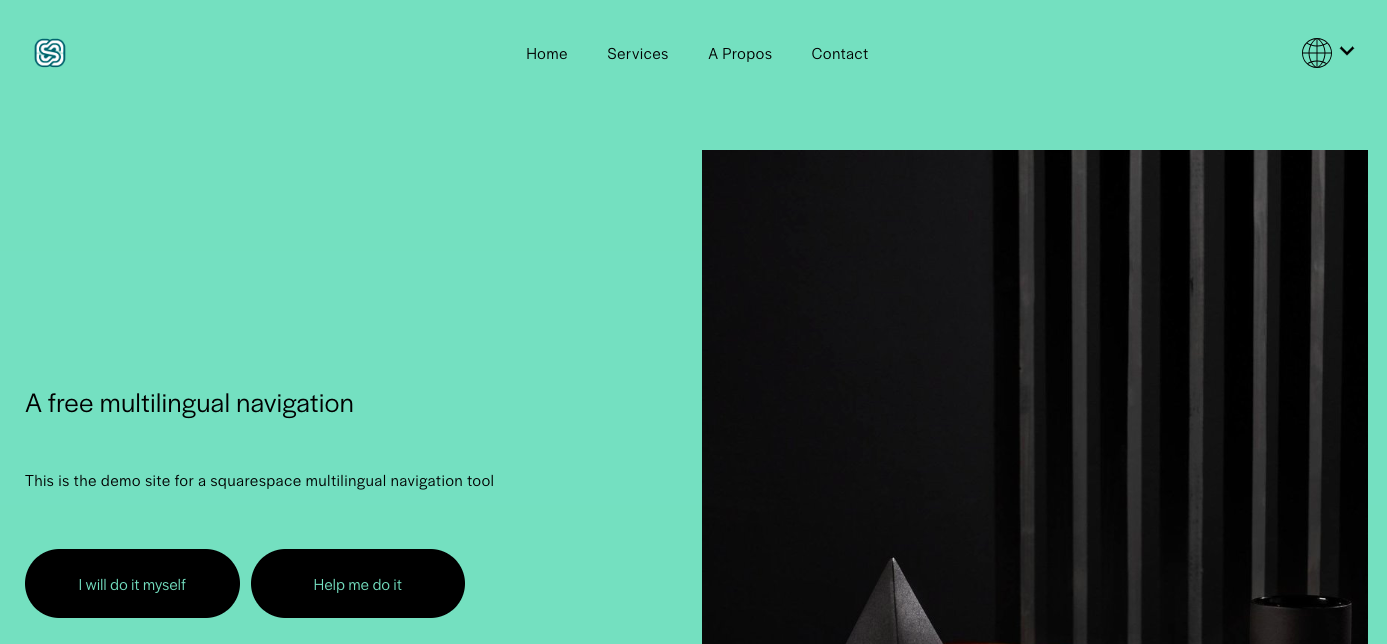 Home
Services
A Propos
Contact
A free multilingual navigation
This is the demo site for a squarespace multilingual navigation tool
I will do it myself
Help me do it